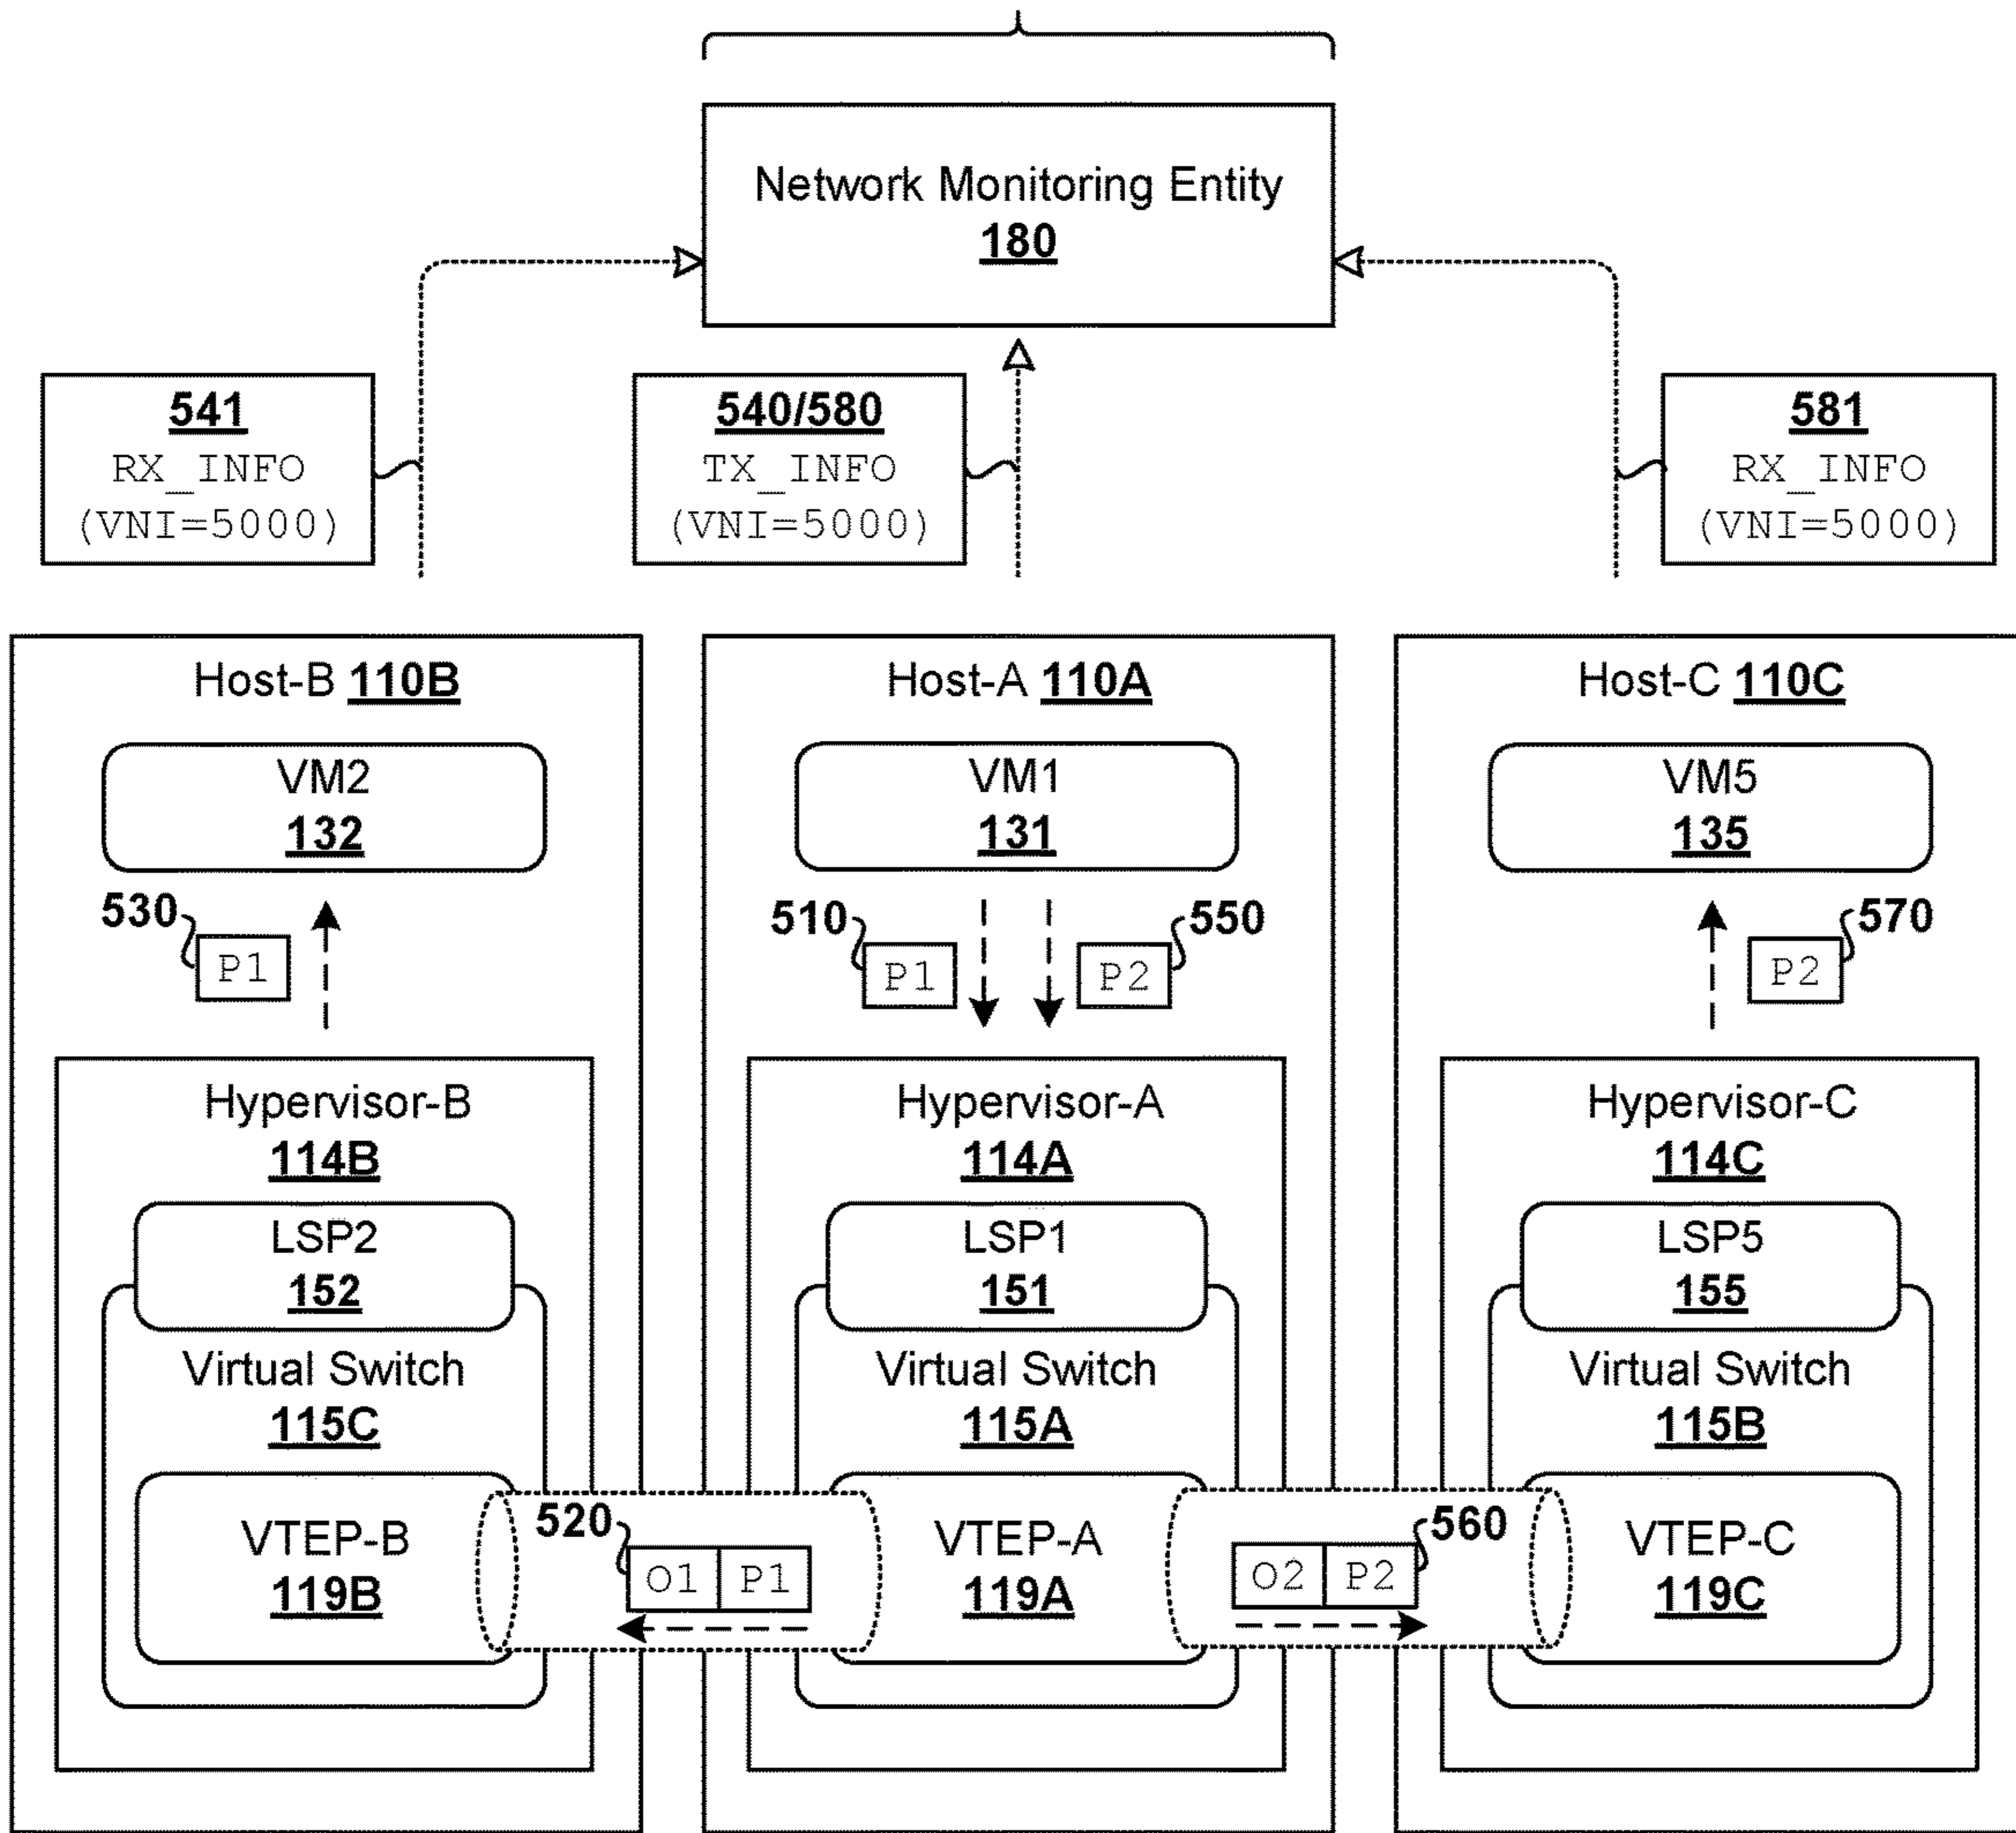 Network Monitoring Entity
180
541
RX_INFO
(VNI=5000)
540/580
TX_INFO
(VNI=5000)
581
RX_INFO
(VNI=5000)
Host-B 110B
VM2
132
530
P1
Hypervisor-B
114B
LSP2
152
Virtual Switch
115C
VTEP-B
119B
Host-A 110A
VM1
131
510
P1
550
P2
Hypervisor-A
114A
LSP1
151
Virtual Switch
115A
VTEP-A
119A
520
O1 P1
560
O2 P2
Host-C 110C
VM5
135
570
P2
Hypervisor-C
114C
LSP5
155
Virtual Switch
115B
VTEP-C
119C